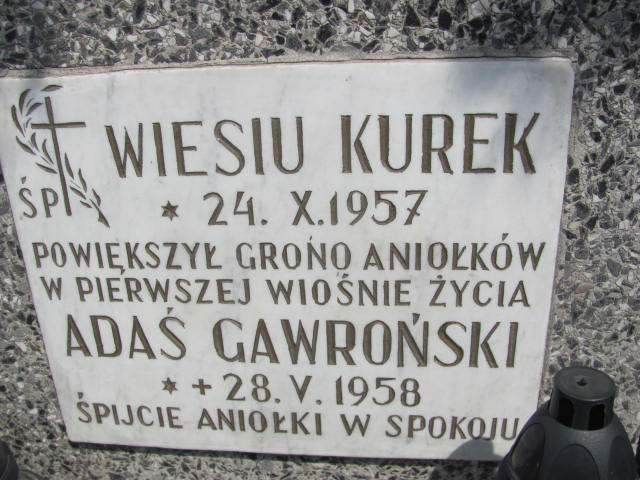 WIESIU KUREK
ŚP
* 24. X. 1957
POWIĘKSZYŁ GRONO ANIOŁKÓW
W PIERWSZEJ WIOŚNIE ŻYCIA
ADAŚ GAWROŃSKI
* + 28. V. 1958
ŚPIJCIE ANIOŁKI W SPOKOJU